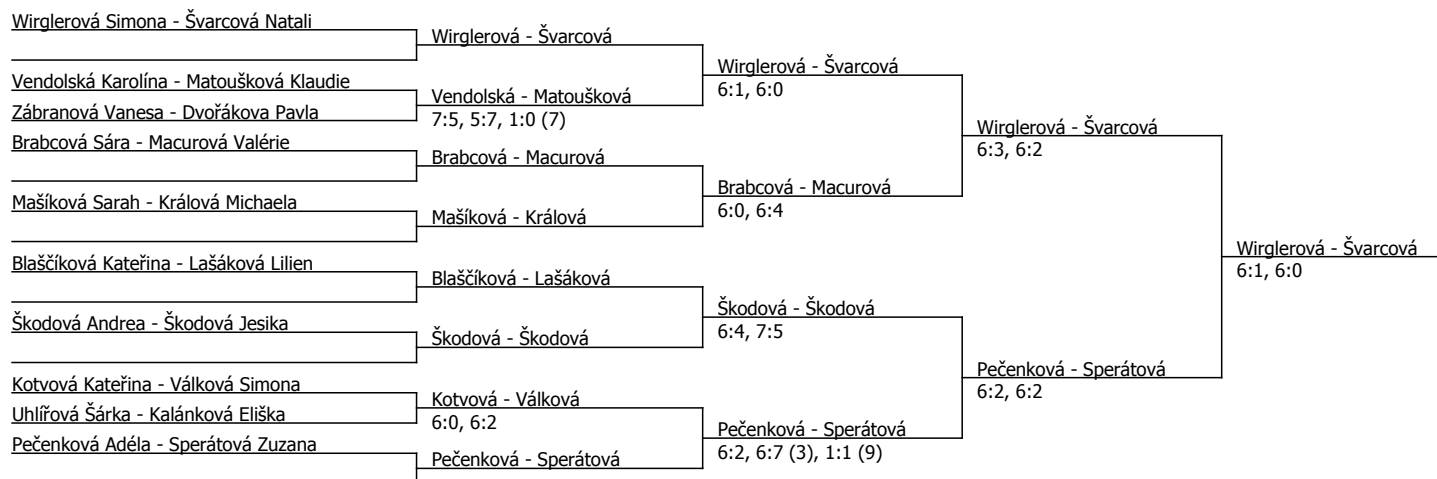 Wirglerová Simona - Švarcová Natali
Wirglerová - Švarcová
Wirglerová - Švarcová
6:1, 6:0
Vendolská Karolína - Matoušková Klaudie
Vendolská - Matoušková
7:5, 5:7, 1:0 (7)
Zábranová Vanesa - Dvořákova Pavla
Wirglerová - Švarcová
6:3, 6:2
Brabcová Sára - Macurová Valérie
Brabcová - Macurová
Brabcová - Macurová
6:0, 6:4
Mašíková Sarah - Králová Michaela
Mašíková - Králová
Wirglerová - Švarcová
6:1, 6:0
Blaščíková Kateřina - Lašáková Lilien
Blaščíková - Lašáková
Škodová - Škodová
6:4, 7:5
Škodová Andrea - Škodová Jesika
Škodová - Škodová
Pečenková - Sperátová
6:2, 6:2
Kotvová Kateřina - Válková Simona
Kotvová - Válková
6:0, 6:2
Uhlířová Šárka - Kalánková Eliška
Pečenková - Sperátová
6:2, 6:7 (3), 1:1 (9)
Pečenková Adéla - Sperátová Zuzana
Pečenková - Sperátová